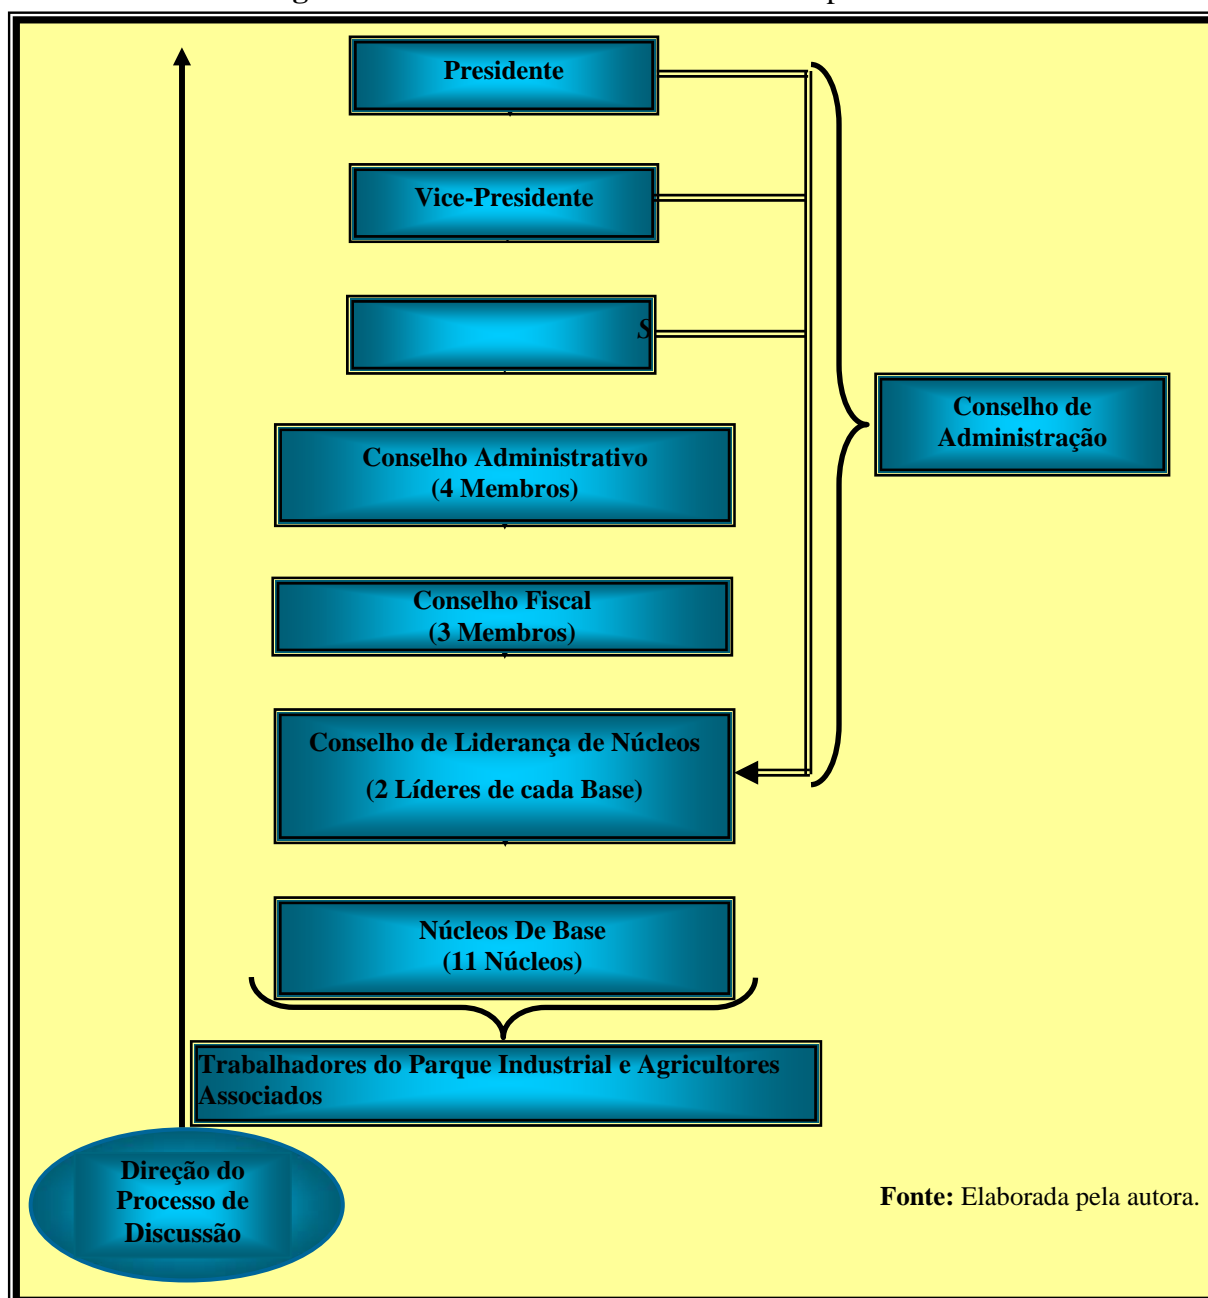 Presidente
Vice-Presidente
S
Conselho Administrativo
(4 Membros)
Conselho de
Administração
Conselho Fiscal
(3 Membros)
Conselho de Liderança de Núcleos
(2 Líderes de cada Base)
Núcleos De Base
(11 Núcleos)
Trabalhadores do Parque Industrial e Agricultores
Associados
Direção do
Processo de
Discussão
Fonte: Elaborada pela autora.